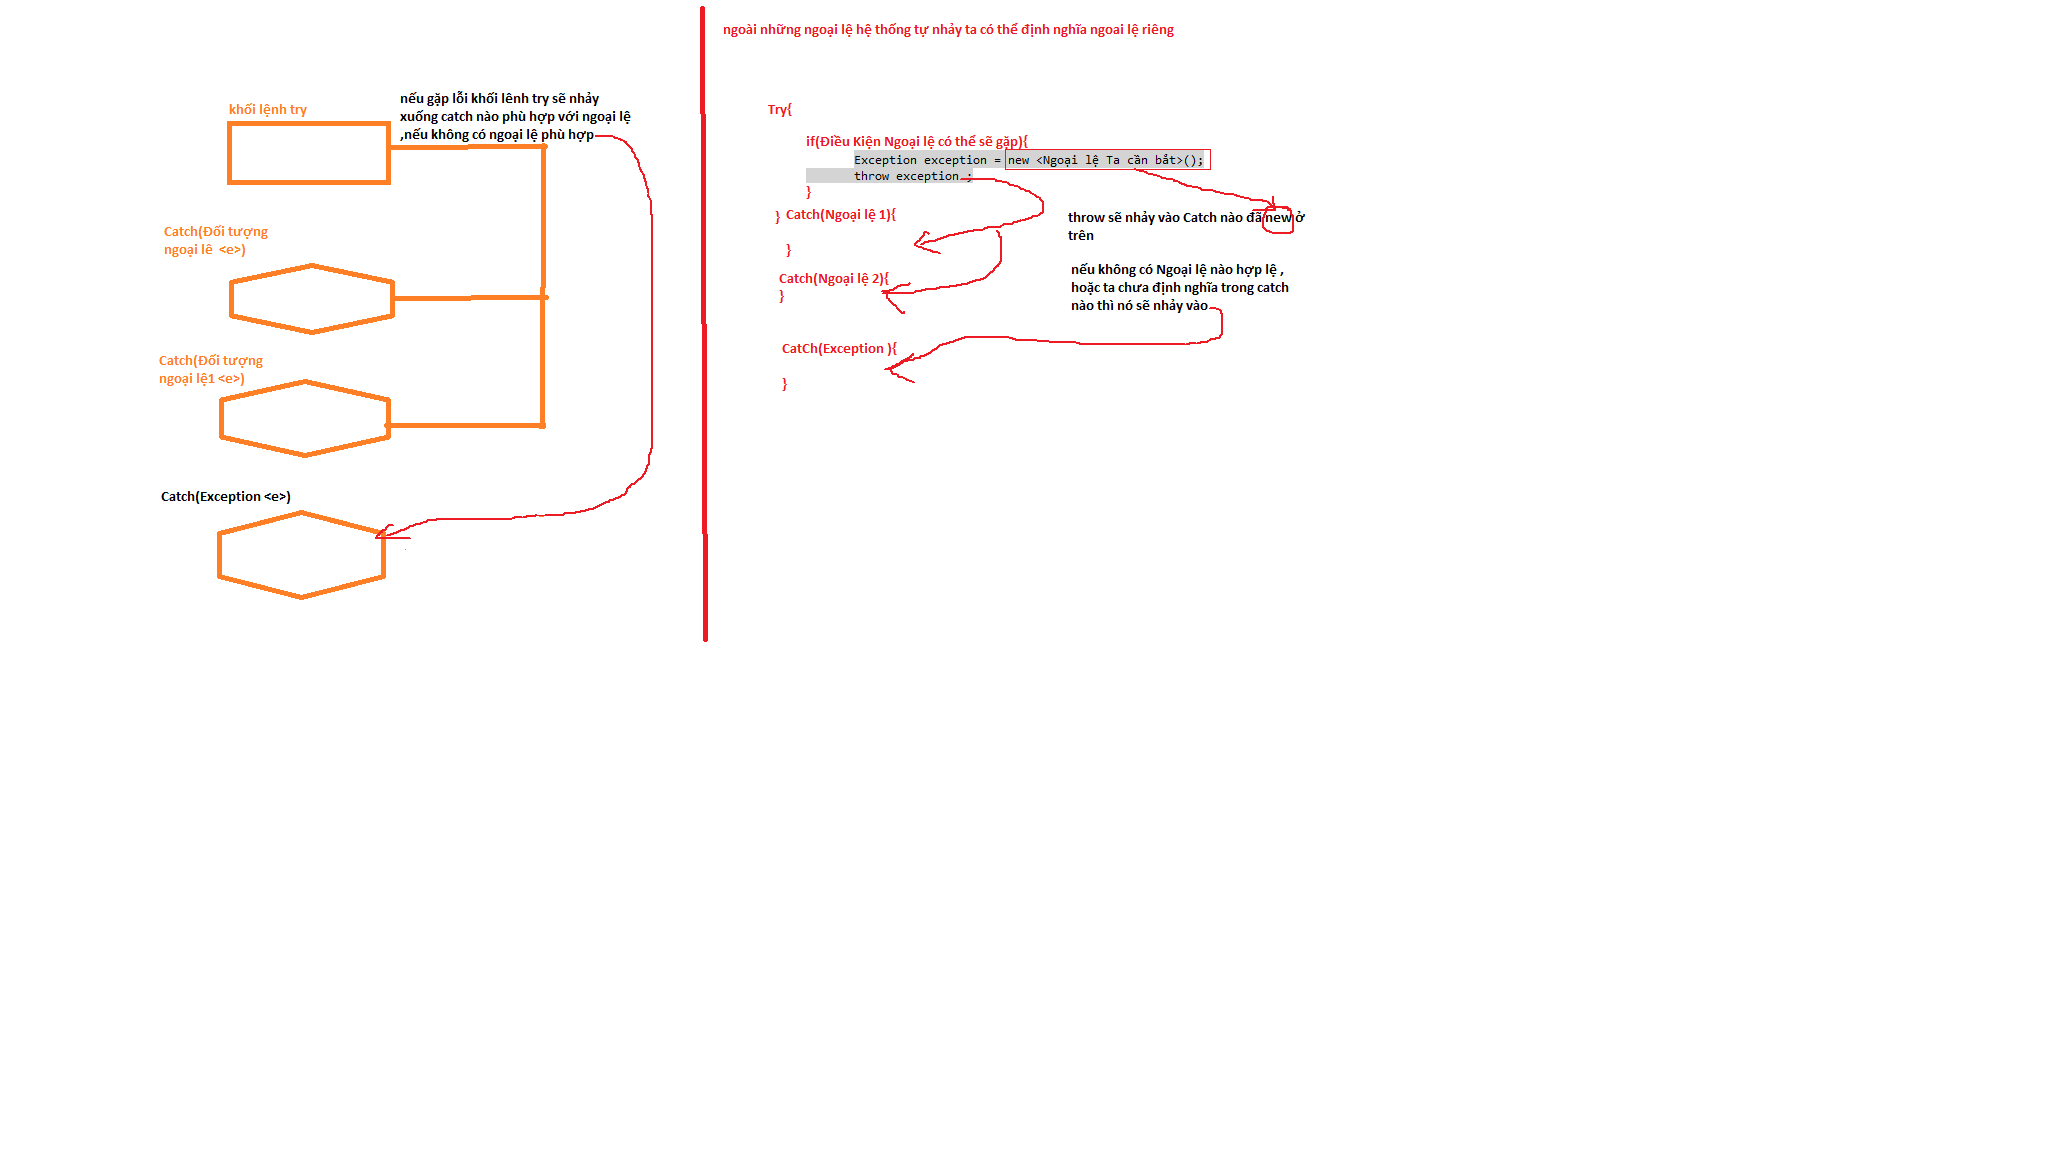 khối lệnh try
nếu gặp lỗi khối lênh try sẽ nhảy
xuống catch nào phù hợp với ngoại lệ
,nếu không có ngoại lệ phù hợp
Catch(Đối tượng
ngoại lê  <e>)
Catch(Đối tượng
ngoại lệ1 <e>)
Catch(Exception <e>)
ngoài những ngoại lệ hệ thống tự nhảy ta có thể định nghĩa ngoai lệ riêng
Try{
if(Điều Kiện Ngoại lệ có thể sẽ gặp){
Exception exception = new <Ngoại lệ Ta cần bắt>();
throw exception ;
}
} Catch(Ngoại lệ 1){
}
Catch(Ngoại lệ 2){
}
CatCh(Exception ){
}
throw sẽ nhảy vào Catch nào đã new ở
trên
nếu không có Ngoại lệ nào hợp lệ ,
hoặc ta chưa định nghĩa trong catch
nào thì nó sẽ nhảy vào